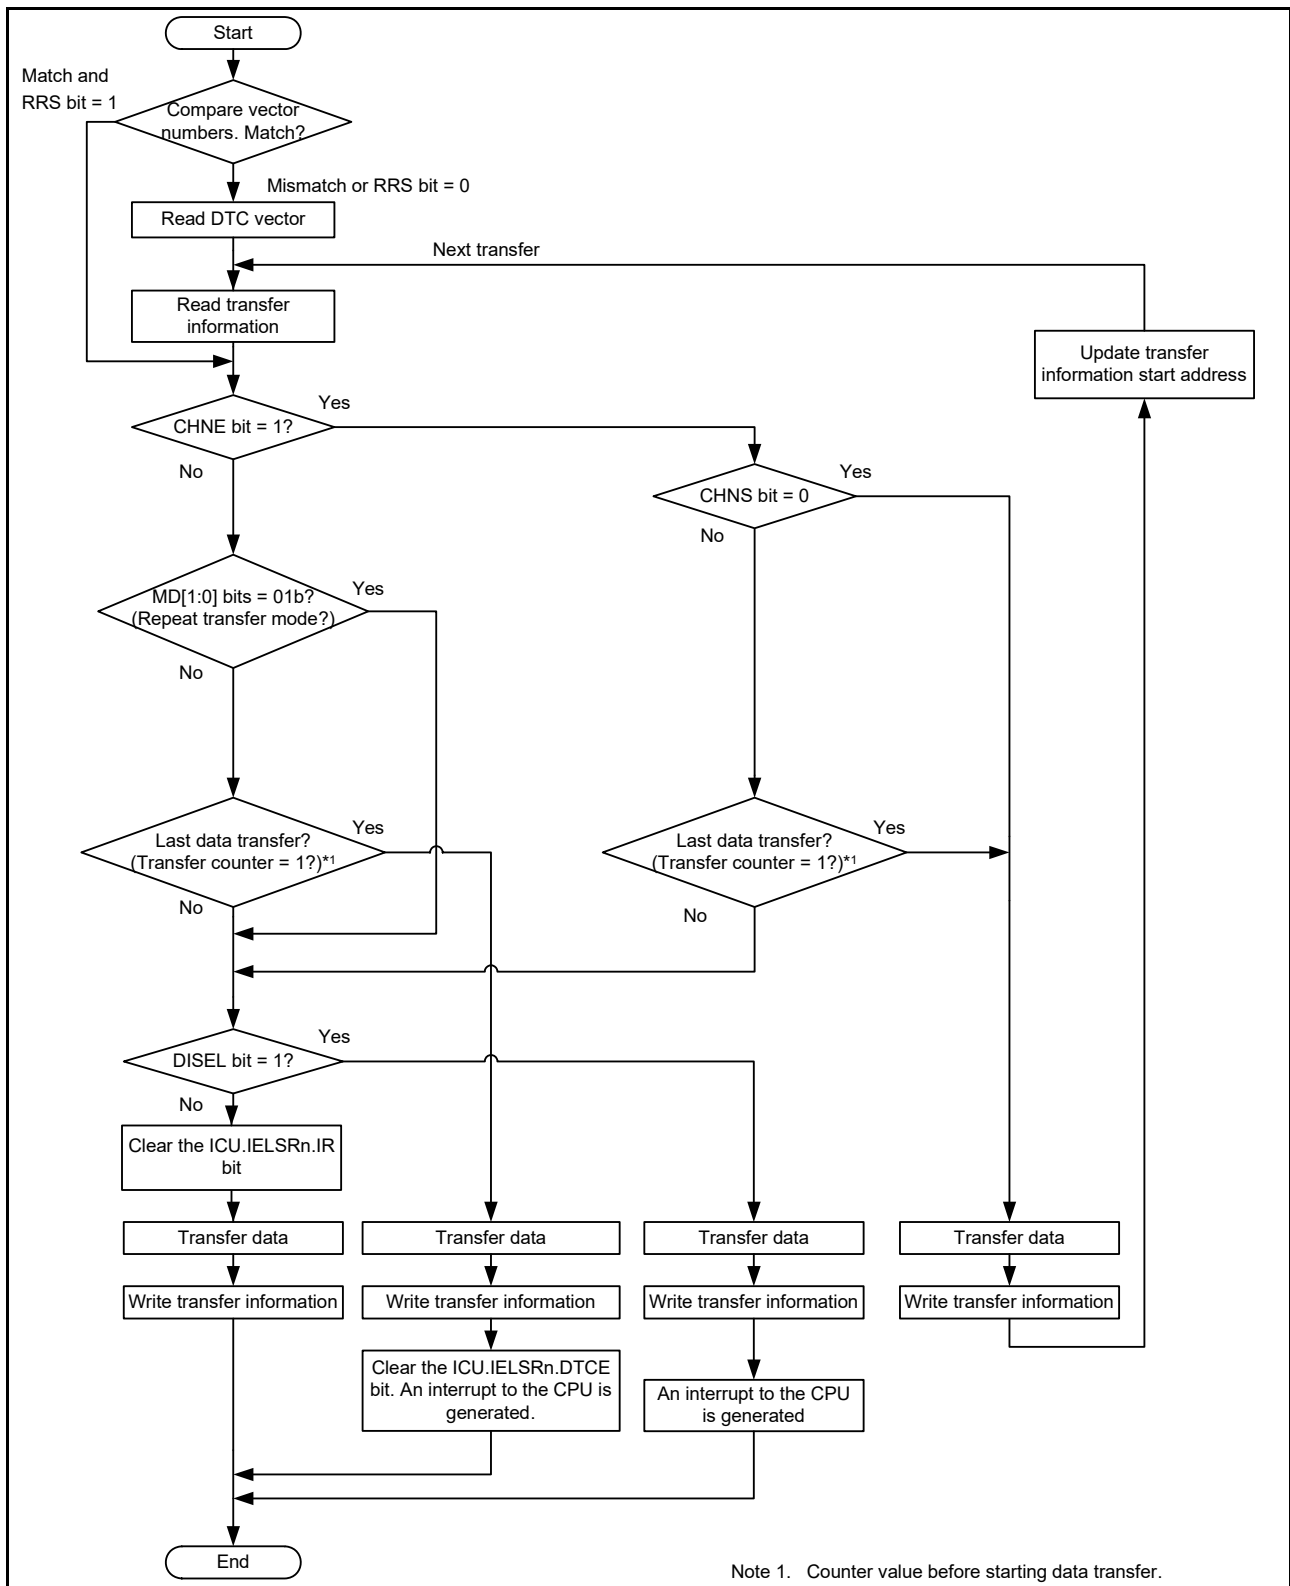 Start
Match and
RRS bit = 1
Compare vector
numbers. Match?
Mismatch or RRS bit = 0
Read DTC vector
Next transfer
Read transfer
information
Update transfer
information start address
CHNE bit = 1?
Yes
No
CHNS bit = 0
Yes
No
MD[1:0] bits = 01b?
(Repeat transfer mode?)
Yes
No
Last data transfer?
(Transfer counter = 1?)*1
Yes
No
Last data transfer?
(Transfer counter = 1?)*1
Yes
No
DISEL bit = 1?
Yes
No
Clear the ICU.IELSRn.IR
bit
Transfer data
Transfer data
Transfer data
Transfer data
Write transfer information
Write transfer information
Write transfer information
Write transfer information
Clear the ICU.IELSRn.DTCE
bit. An interrupt to the CPU is
generated.
An interrupt to the CPU
is generated
End
Note 1. Counter value before starting data transfer.